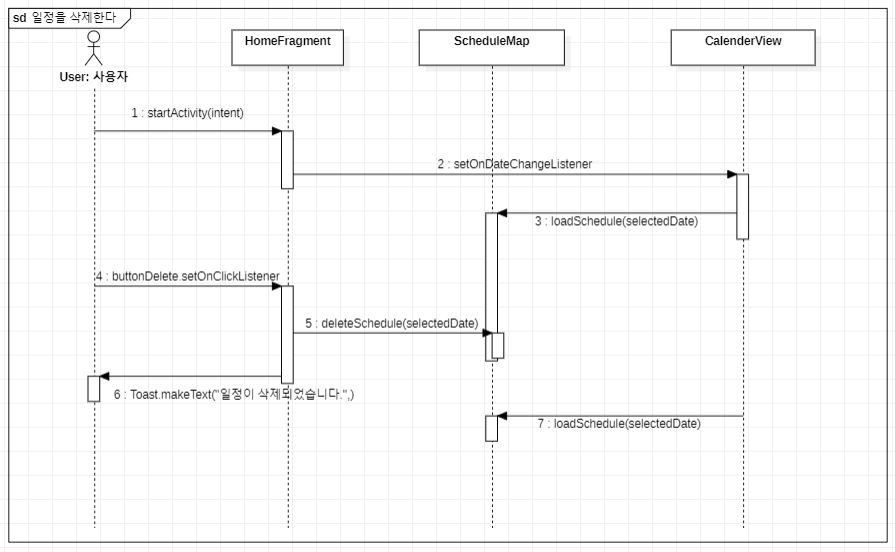 sd 일정을 삭제한다
User: 사용자
HomeFragment
ScheduleMap
CalenderView
1 : startActivity(intent)
2 : setOnDateChangeListener
3 : loadSchedule(selectedDate)
4 : buttonDelete.setOnClickListener
5 : deleteSchedule(selectedDate)
6 : Toast.makeText("일정이 삭제되었습니다.",)
7 : loadSchedule(selectedDate)